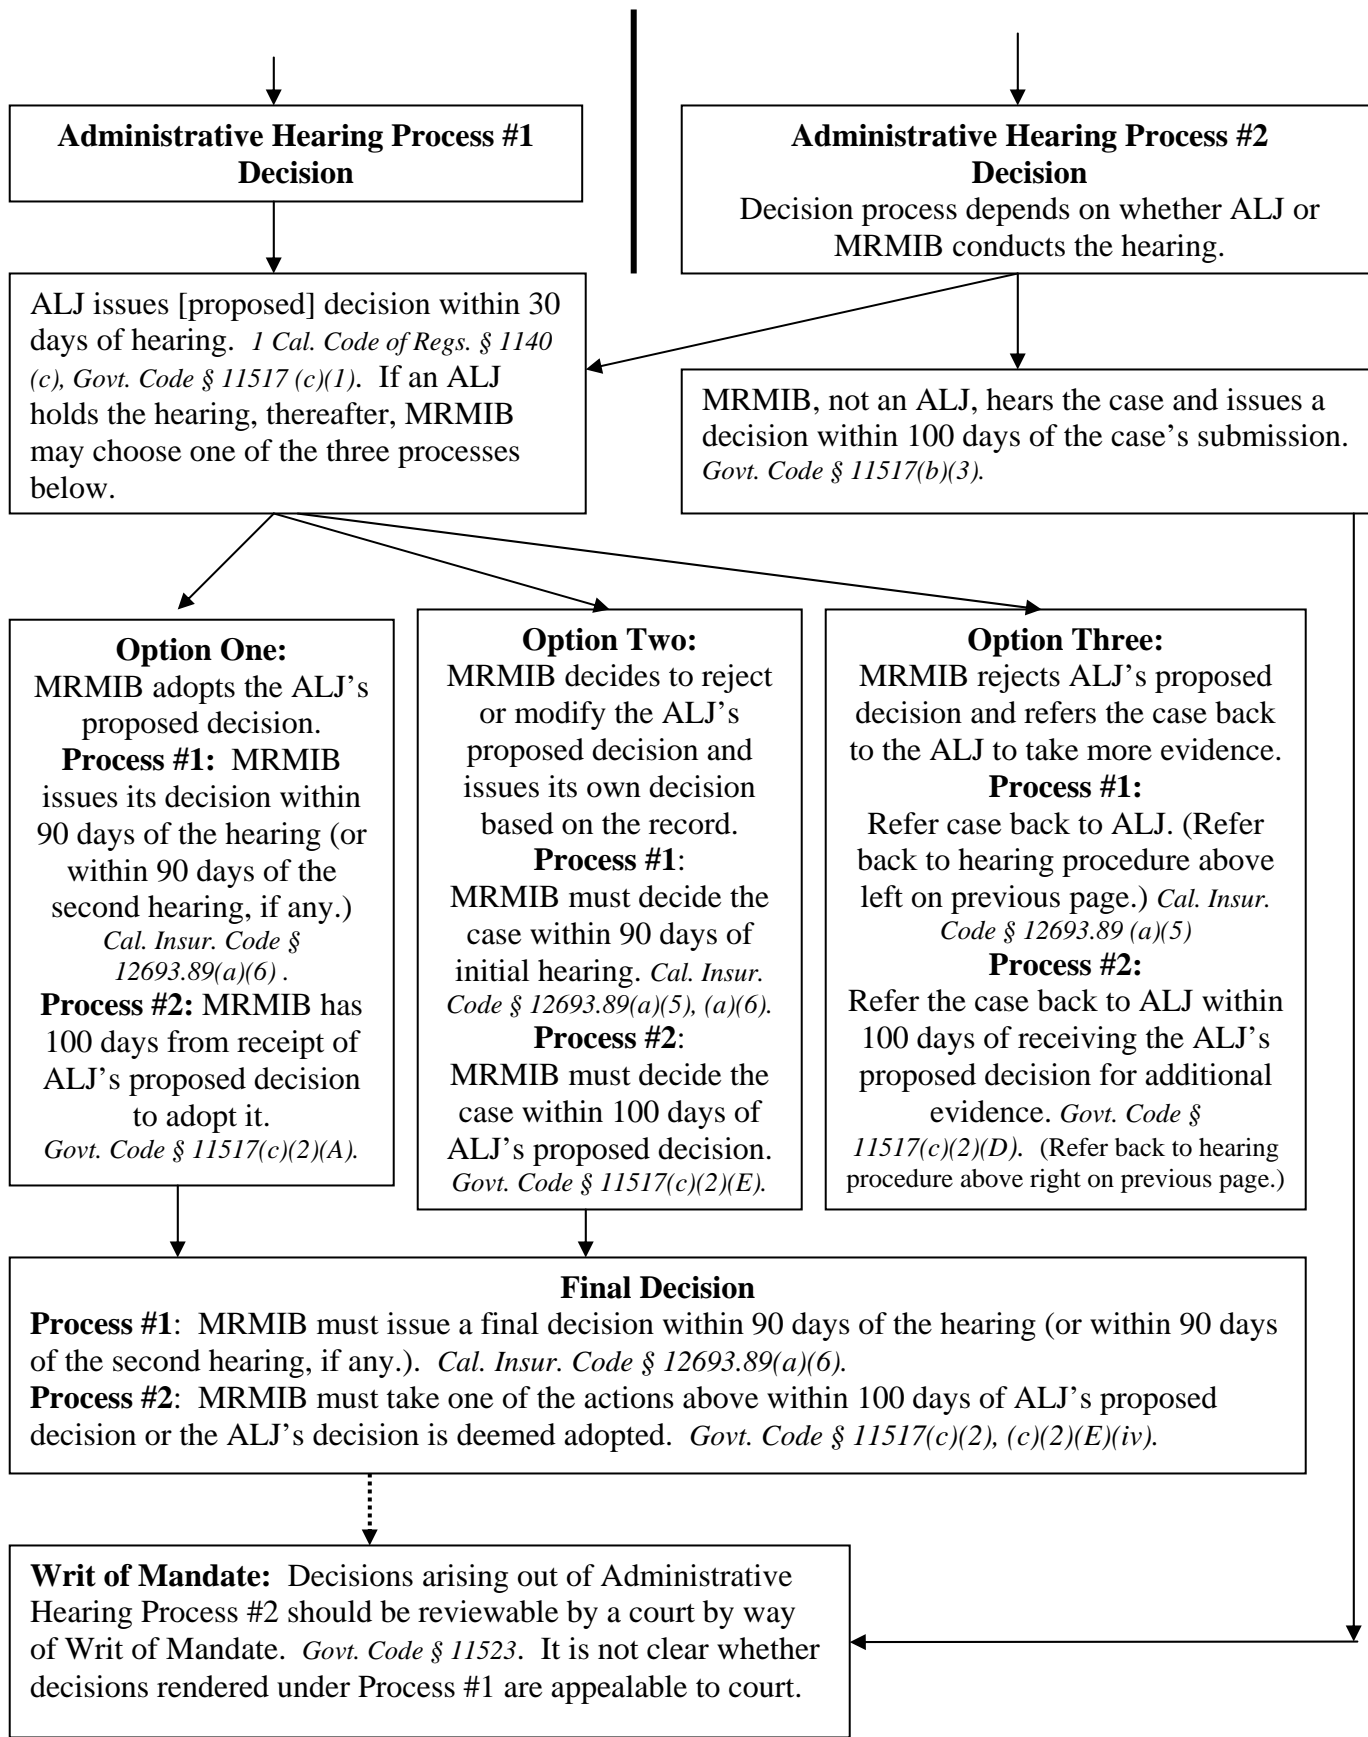 Administrative Hearing Process #1
Decision
Administrative Hearing Process #2
Decision
Decision process depends on whether ALJ or
MRMIB conducts the hearing.
ALJ issues [proposed] decision within 30
days of hearing. 1 Cal. Code of Regs. § 1140
(c), Govt. Code § 11517 (c)(1). If an ALJ
holds the hearing, thereafter, MRMIB
may choose one of the three processes
below.
MRMIB, not an ALJ, hears the case and issues a
decision within 100 days of the case's submission.
Govt. Code § 11517(b)(3).
Option One:
MRMIB adopts the ALJ's
proposed decision.
Process #1: MRMIB
issues its decision within
90 days of the hearing (or
within 90 days of the
second hearing, if any.)
Cal. Insur. Code §
12693.89(a)(6) .
Process #2: MRMIB has
100 days from receipt of
ALJ's proposed decision
to adopt it.
Govt. Code § 11517(c)(2)(A).
Option Two:
MRMIB decides to reject
or modify the ALJ's
proposed decision and
issues its own decision
based on the record.
Process #1:
MRMIB must decide the
case within 90 days of
initial hearing. Cal. Insur.
Code § 12693.89(a)(5), (a)(6).
Process #2:
MRMIB must decide the
case within 100 days of
ALJ's proposed decision.
Govt. Code § 11517(c)(2)(E).
Option Three:
MRMIB rejects ALJ's proposed
decision and refers the case back
to the ALJ to take more evidence.
Process #1:
Refer case back to ALJ. (Refer
back to hearing procedure above
left on previous page.) Cal. Insur.
Code § 12693.89 (a)(5)
Process #2:
Refer the case back to ALJ within
100 days of receiving the ALJ's
proposed decision for additional
evidence. Govt. Code §
11517(c)(2)(D). (Refer back to hearing
procedure above right on previous page.)
Final Decision
Process #1: MRMIB must issue a final decision within 90 days of the hearing (or within 90 days
of the second hearing, if any.). Cal. Insur. Code § 12693.89(a)(6).
Process #2: MRMIB must take one of the actions above within 100 days of ALJ's proposed
decision or the ALJ's decision is deemed adopted. Govt. Code § 11517(c)(2), (c)(2)(E)(iv).
Writ of Mandate: Decisions arising out of Administrative
Hearing Process #2 should be reviewable by a court by way
of Writ of Mandate. Govt. Code § 11523. It is not clear whether
decisions rendered under Process #1 are appealable to court.